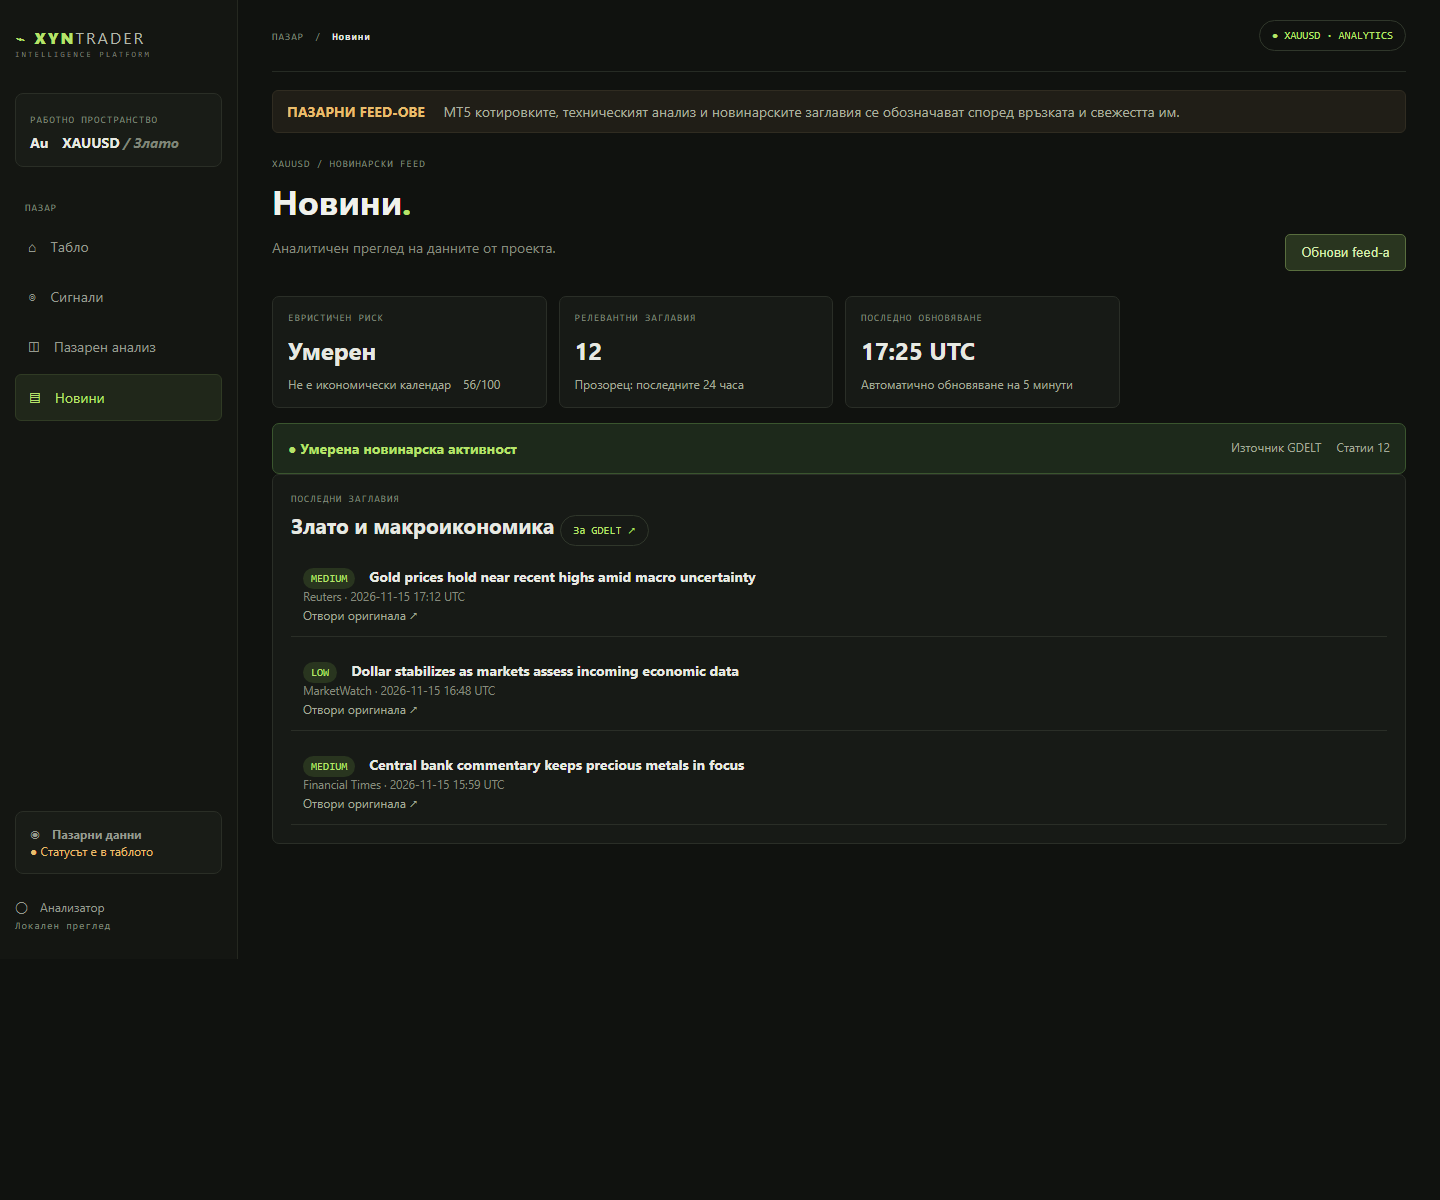 XYNTRADER
INTELLIGENCE PLATFORM
РАБОТНО ПРОСТРАНСТВО
Au XAUUSD / Злато
ПАЗАР
Табло
Сигнали
Пазарен анализ
Новини
Пазарни данни
● Статусът е в таблото
Анализатор
Локален преглед
ПАЗАР / Новини
● XAUUSD · ANALYTICS
ПАЗАРНИ FEED-ОВЕ МТ5 котировките, техническият анализ и новинарските заглавия се обозначават според връзката и свежестта им.
XAUUSD / НОВИНАРСКИ FEED
Новини.
Аналитичен преглед на данните от проекта.
Обнови feed-а
ЕВРИСТИЧЕН РИСК
Умерен
Не е икономически календар 56/100
РЕЛЕВАНТНИ ЗАГЛАВИЯ
12
Прозорец: последните 24 часа
ПОСЛЕДНО ОБНОВЯВАНЕ
17:25 UTC
Автоматично обновяване на 5 минути
● Умерена новинарска активност
Източник GDELT Статии 12
ПОСЛЕДНИ ЗАГЛАВИЯ
Злато и макроикономика За GDELT ↗
MEDIUM Gold prices hold near recent highs amid macro uncertainty
Reuters · 2026-11-15 17:12 UTC
Отвори оригинала ↗
LOW Dollar stabilizes as markets assess incoming economic data
MarketWatch · 2026-11-15 16:48 UTC
Отвори оригинала ↗
MEDIUM Central bank commentary keeps precious metals in focus
Financial Times · 2026-11-15 15:59 UTC
Отвори оригинала ↗